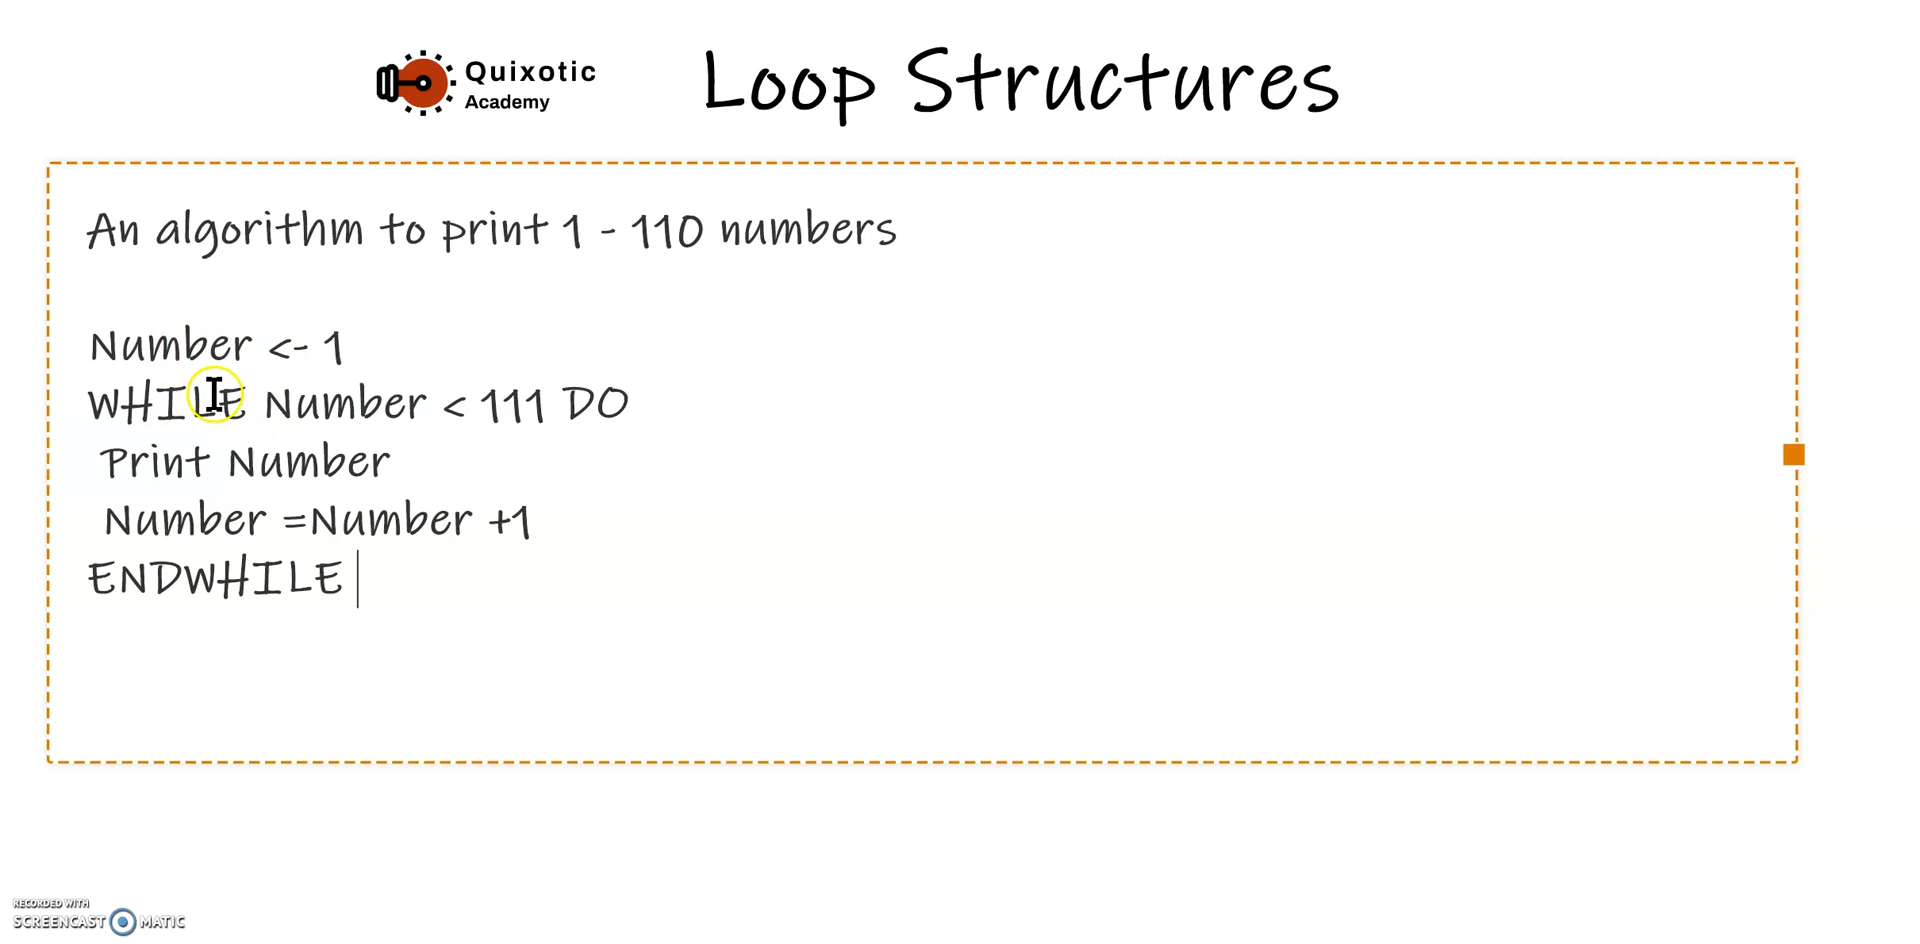 Quixotic
Academy
Loop Structures
An algorithm to print 1 - 110 numbers
Number <- 1
WHILE Number < 111 DO
Print Number
Number =Number +1
ENDWHILE
RECORDED WITH
SCREENCAST MATIC